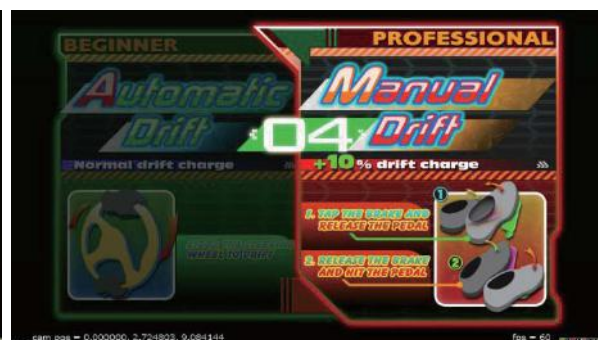 BEGINNER
Automatic
Drift
Normal drift charge
04
PROFESSIONAL
Manual
Drift
+10% drift charge
1
1. TAP THE BRAKE AND
RELEASE THE PEDAL
2. RELEASE THE BRAKE
AND HIT THE PEDAL
2
WHEEL TO DRIFT
cam pos = 0.000000, 2.724803, 9.084144
fps = 60